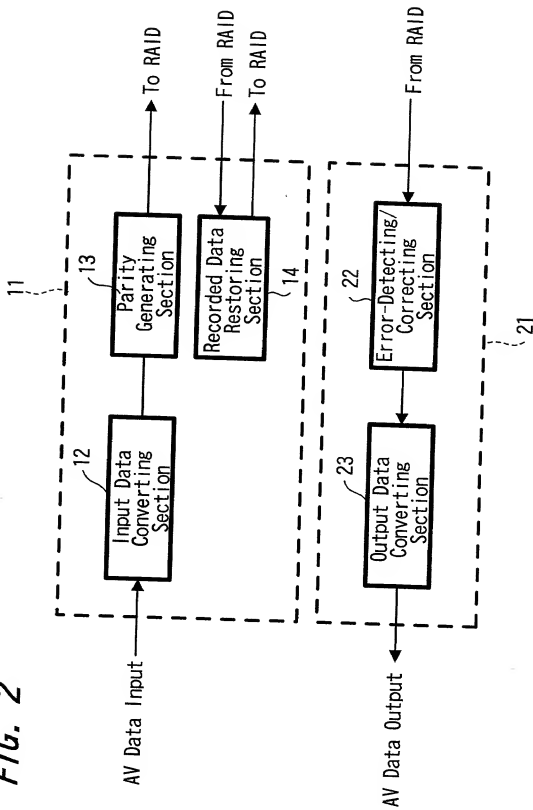 FIG. 2
11
AV Data Input
12
Input Data
Converting
Section
13
Parity
Generating
Section
To RAID
Recorded Data
Restoring
Section
14
From RAID
To RAID
AV Data Output
23
Output Data
Converting
Section
22
Error-Detecting/
Correcting
Section
From RAID
21